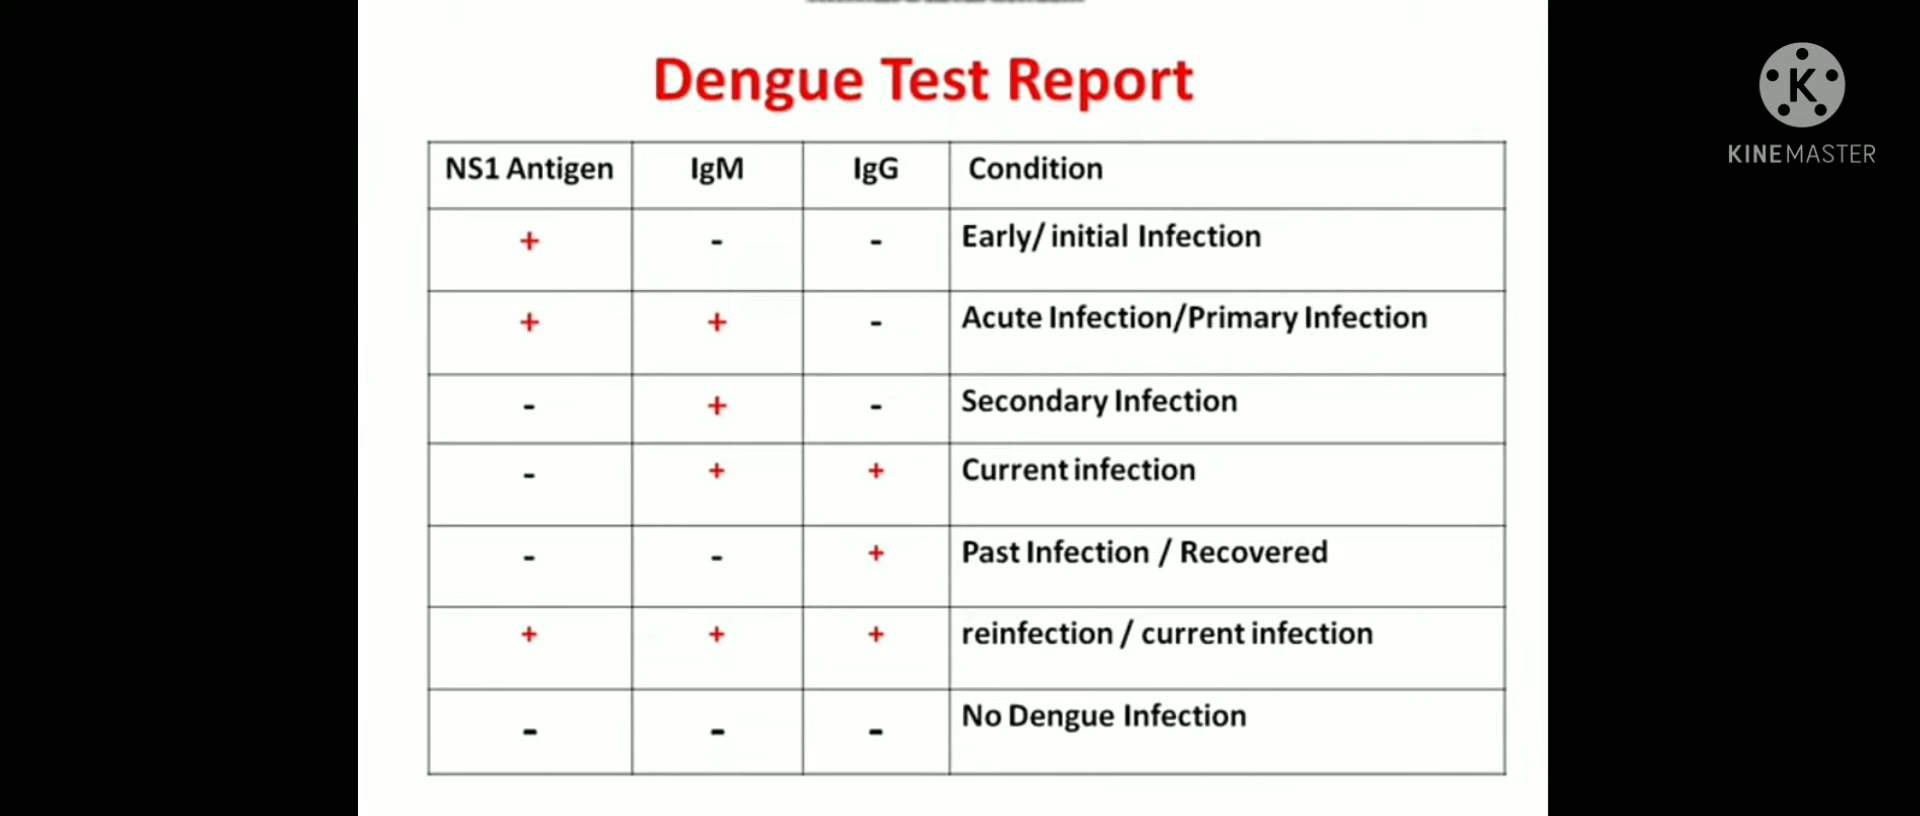 Dengue Test Report
NS1 Antigen IgM IgG Condition
+ - - Early/ initial Infection
+ + - Acute Infection/Primary Infection
- + - Secondary Infection
- + + Current infection
- - + Past Infection / Recovered
+ + + reinfection / current infection
- - - No Dengue Infection
K
KINEMASTER